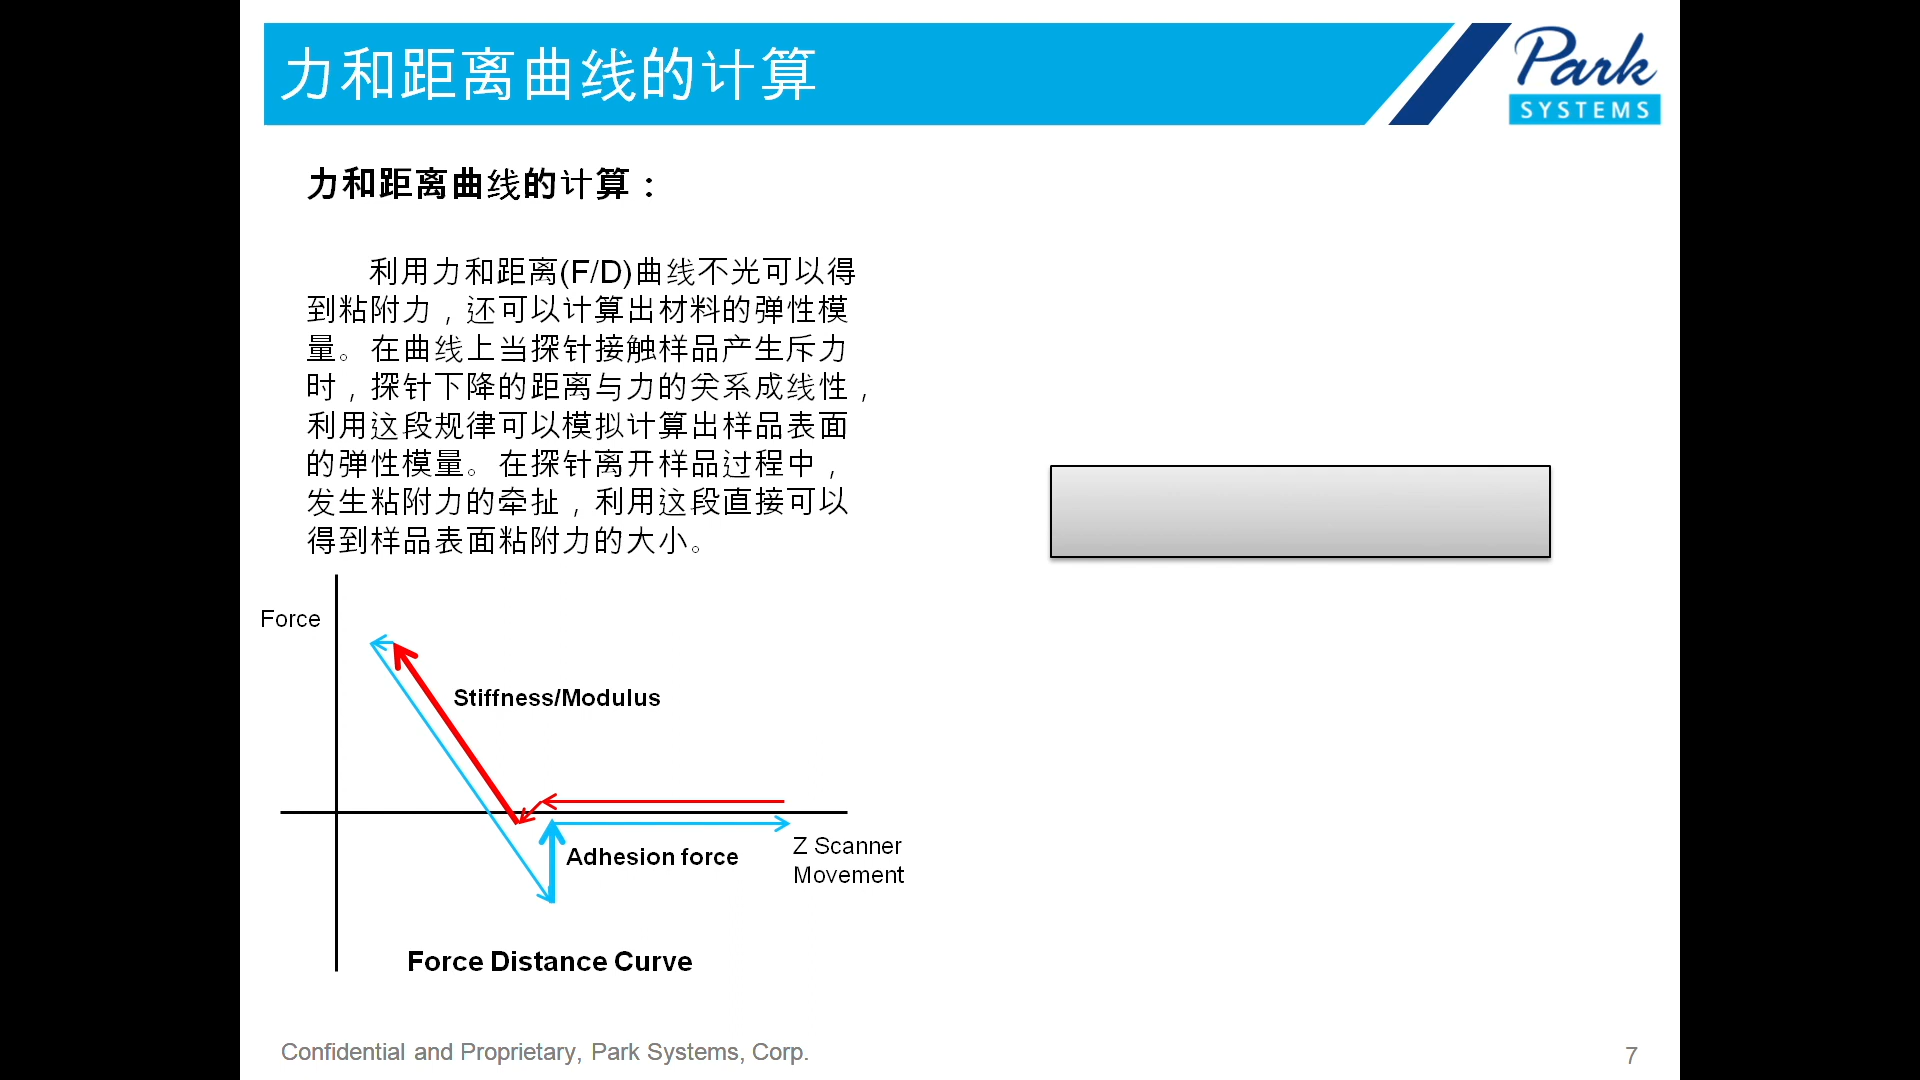 力和距离曲线的计算
Park
SYSTEMS
力和距离曲线的计算：
利用力和距离(F/D)曲线不光可以得
到粘附力，还可以计算出材料的弹性模
量。在曲线上当探针接触样品产生斥力
时，探针下降的距离与力的关系成线性，
利用这段规律可以模拟计算出样品表面
的弹性模量。在探针离开样品过程中，
发生粘附力的牵扯，利用这段直接可以
得到样品表面粘附力的大小。
Force
Stiffness/Modulus
Adhesion force
Z Scanner
Movement
Force Distance Curve
Confidential and Proprietary, Park Systems, Corp.
7